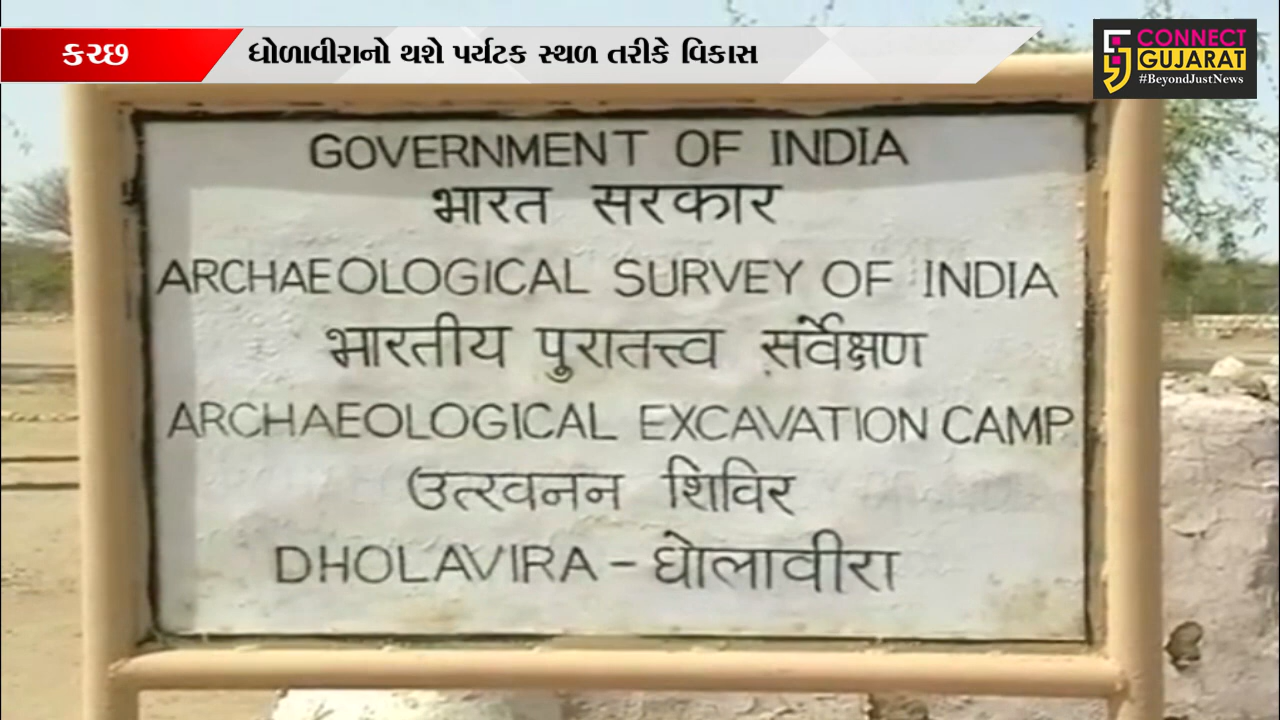 કચ્છ
ધોળાવીરાનો થશે પર્યટક સ્થળ તરીકે વિકાસ
CONNECT
GUJARAT
#BeyondJustNews
GOVERNMENT OF INDIA
भारत सरकार
ARCHAEOLOGICAL SURVEY OF INDIA
भारतीय पुरातत्त्व सर्वेक्षण
ARCHAEOLOGICAL EXCAVATION CAMP
उत्खनन शिविर
DHOLAVIRA - धोलावीरा